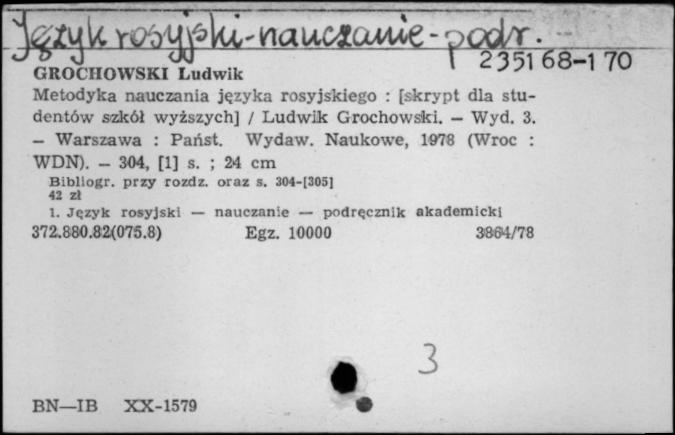 Język rosyjski-nauczanie-podr.
235168-1 70
GROCHOWSKI Ludwik
Metodyka nauczania języka rosyjskiego : [skrypt dla stu-
dentów szkół wyższych] / Ludwik Grochowski. — Wyd. 3.
— Warszawa : Państ. Wydaw. Naukowe, 1978 (Wroc :
WDN). — 304, [1] s. ; 24 cm
Bibliogr. przy rozdz. oraz s. 304-[305]
42 zł
1. Język rosyjski — nauczanie — podręcznik akademicki
372.880.82(075.8) Egz. 10000 3864/78
3
BN—IB XX-1579